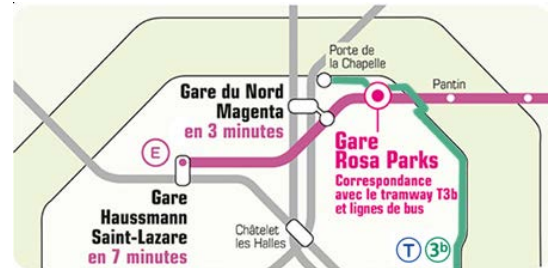 Porte de
la Chapelle
Gare du Nord
Magenta
en 3 minutes
Pantin
E
Gare
Rosa Parks
Correspondance
avec le tramway T3b
et lignes de bus
Gare
Haussmann
Saint-Lazare
en 7 minutes
Châtelet
les Halles
T 3b